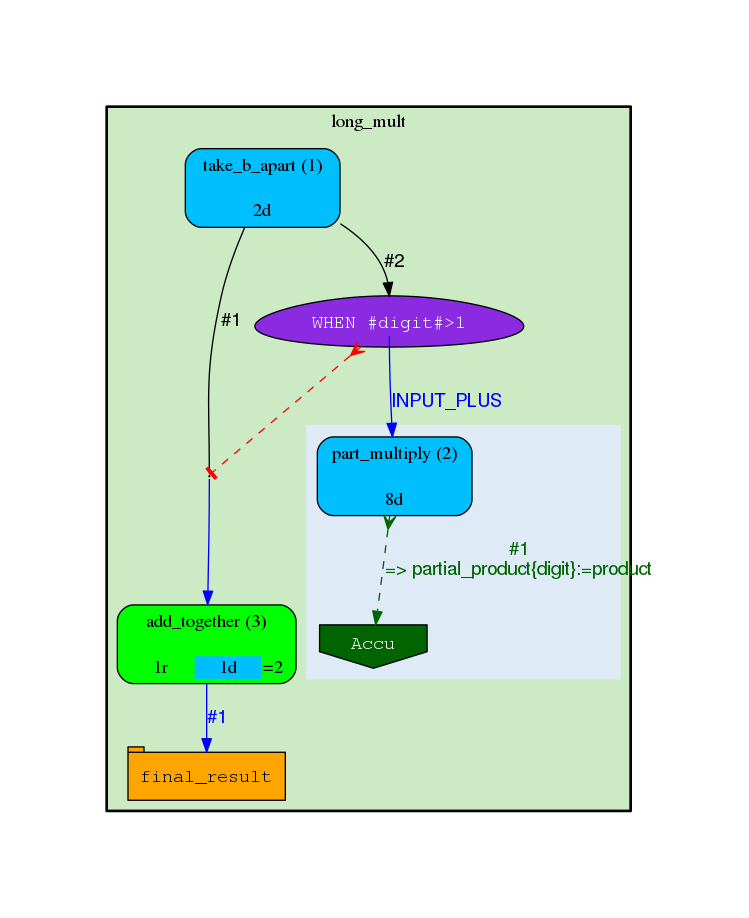 long_mult
take_b_apart (1)
2d
#2
#1
WHEN #digit#>1
INPUT_PLUS
part_multiply (2)
8d
#1
=> partial_product{digit}:=product
add_together (3)
1r 1d =2
Accu
#1
final_result